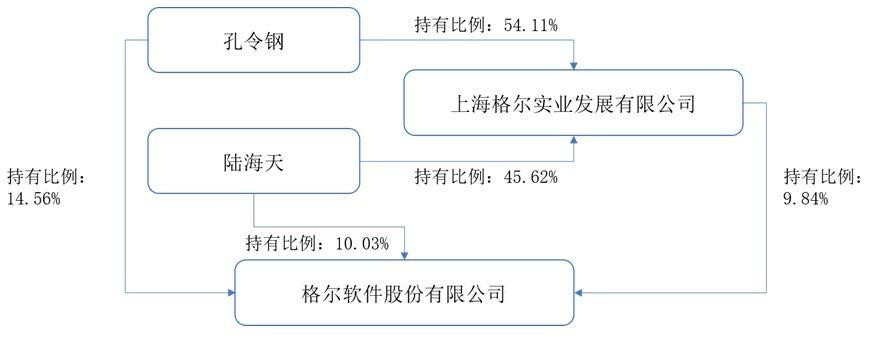 孔令钢
持有比例：54.11%
上海格尔实业发展有限公司
陆海天
持有比例：45.62%
持有比例：
14.56%
持有比例：
9.84%
持有比例：10.03%
格尔软件股份有限公司